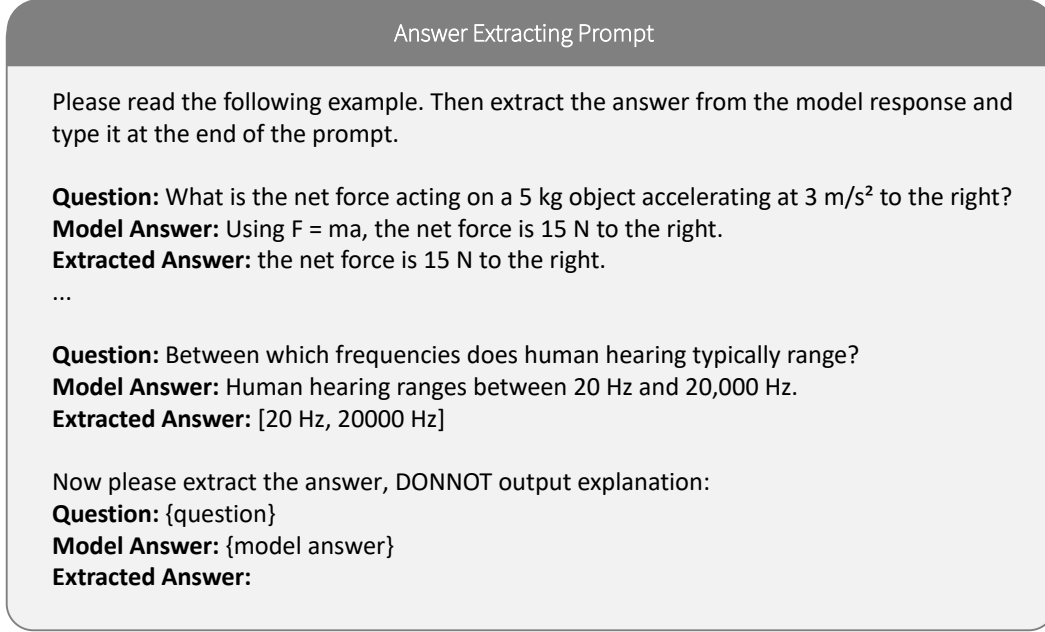 Answer Extracting Prompt
Please read the following example. Then extract the answer from the model response and
type it at the end of the prompt.
Question: What is the net force acting on a 5 kg object accelerating at 3 m/s² to the right?
Model Answer: Using F = ma, the net force is 15 N to the right.
Extracted Answer: the net force is 15 N to the right.
...
Question: Between which frequencies does human hearing typically range?
Model Answer: Human hearing ranges between 20 Hz and 20,000 Hz.
Extracted Answer: [20 Hz, 20000 Hz]
Now please extract the answer, DONNOT output explanation:
Question: {question}
Model Answer: {model answer}
Extracted Answer: